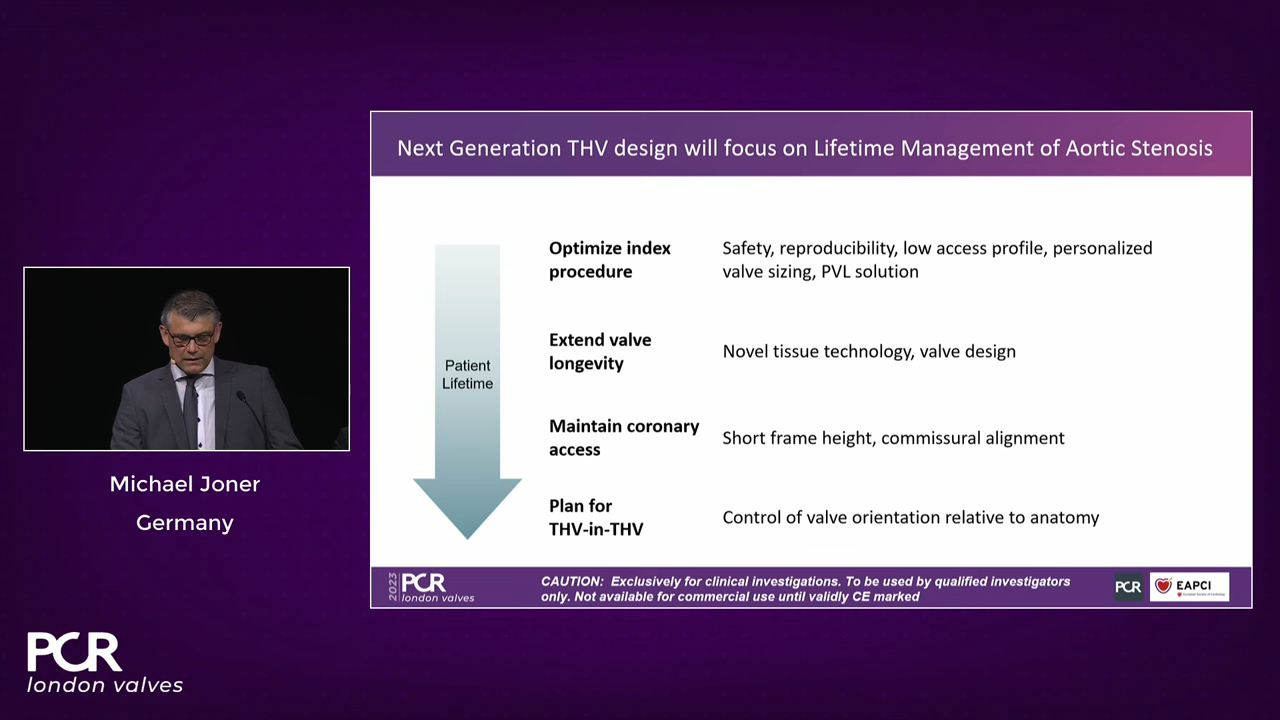 Next Generation THV design will focus on Lifetime Management of Aortic Stenosis
Patient
Lifetime
Optimize index
procedure
Safety, reproducibility, low access profile, personalized
valve sizing, PVL solution
Extend valve
longevity
Novel tissue technology, valve design
Maintain coronary
access
Short frame height, commissural alignment
Plan for
THV-in-THV
Control of valve orientation relative to anatomy
2023 PCR
london valves
CAUTION: Exclusively for clinical investigations. To be used by qualified investigators
only. Not available for commercial use until validly CE marked
PCR
EAPCI
Michael Joner
Germany
PCR
london valves